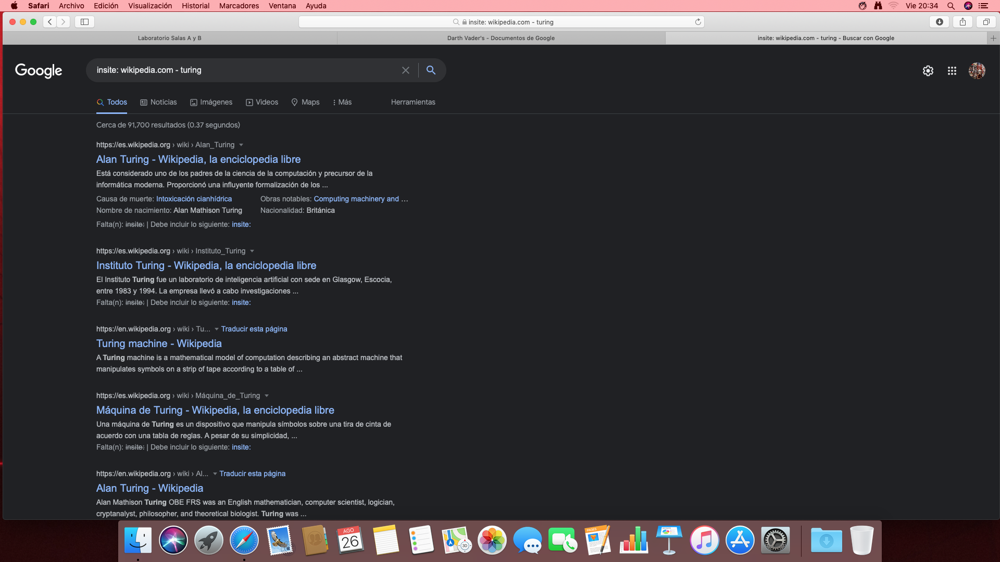 Safari Archivo Edición Visualización Historial Marcadores Ventana Ayuda Vie 20:34
insite: wikipedia.com - turing
Laboratorio Salas A y B Darth Vader's - Documentos de Google insite: wikipedia.com - turing - Buscar con Google
Google insite: wikipedia.com - turing
Todos Noticias Imágenes Videos Maps Más Herramientas
Cerca de 91,700 resultados (0.37 segundos)
https://es.wikipedia.org › wiki › Alan_Turing
Alan Turing - Wikipedia, la enciclopedia libre
Está considerado uno de los padres de la ciencia de la computación y precursor de la
informática moderna. Proporcionó una influyente formalización de los ...
Causa de muerte: Intoxicación cianhídrica Obras notables: Computing machinery and ...
Nombre de nacimiento: Alan Mathison Turing Nacionalidad: Británica
Falta(n): insite: | Debe incluir lo siguiente: insite:
https://es.wikipedia.org › wiki › Instituto_Turing
Instituto Turing - Wikipedia, la enciclopedia libre
El Instituto Turing fue un laboratorio de inteligencia artificial con sede en Glasgow, Escocia,
entre 1983 y 1994. La empresa llevó a cabo investigaciones ...
Falta(n): insite: | Debe incluir lo siguiente: insite:
https://en.wikipedia.org › wiki › Tu... Traducir esta página
Turing machine - Wikipedia
A Turing machine is a mathematical model of computation describing an abstract machine that
manipulates symbols on a strip of tape according to a table of ...
https://es.wikipedia.org › wiki › Máquina_de_Turing
Máquina de Turing - Wikipedia, la enciclopedia libre
Una máquina de Turing es un dispositivo que manipula símbolos sobre una tira de cinta de
acuerdo con una tabla de reglas. A pesar de su simplicidad, ...
Falta(n): insite: | Debe incluir lo siguiente: insite:
https://en.wikipedia.org › wiki › Al... Traducir esta página
Alan Turing - Wikipedia
Alan Mathison Turing OBE FRS was an English mathematician, computer scientist, logician,
cryptanalyst, philosopher, and theoretical biologist. Turing was ...
AGO
26
3D
PAGES